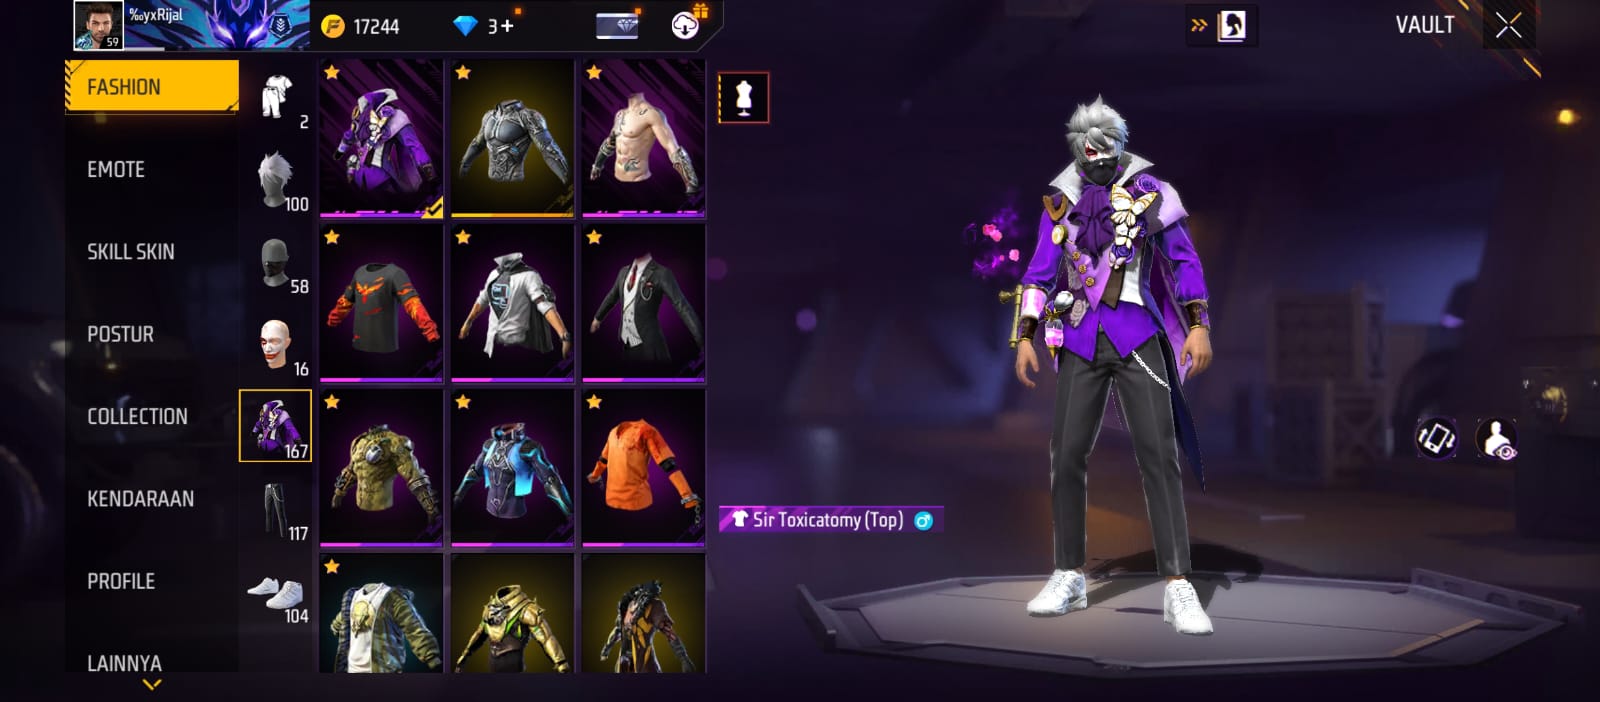 ‰yxRijal
59
17244
3+
VAULT
FASHION
EMOTE
SKILL SKIN
POSTUR
COLLECTION
KENDARAAN
PROFILE
LAINNYA
2
100
58
16
167
117
104
Sir Toxicatomy (Top)